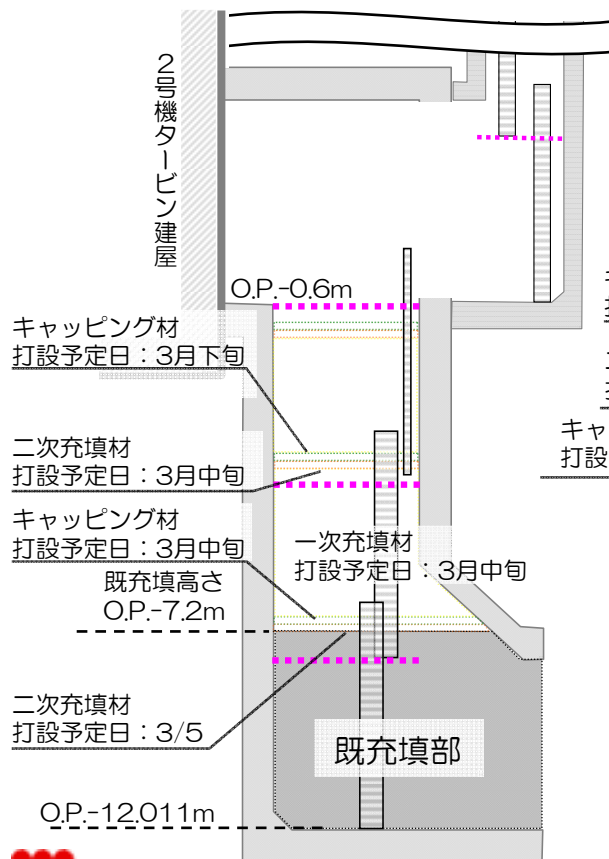 2号機タービン建屋
O.P.-0.6m
キャッピング材
打設予定日：3月下旬
二次充填材
打設予定日：3月中旬
キャッピング材
打設予定日：3月中旬
一次充填材
打設予定日：3月中旬
既充填高さ
O.P.-7.2m
二次充填材
打設予定日：3/5
既充填部
O.P.-12.011m
キャ
打設